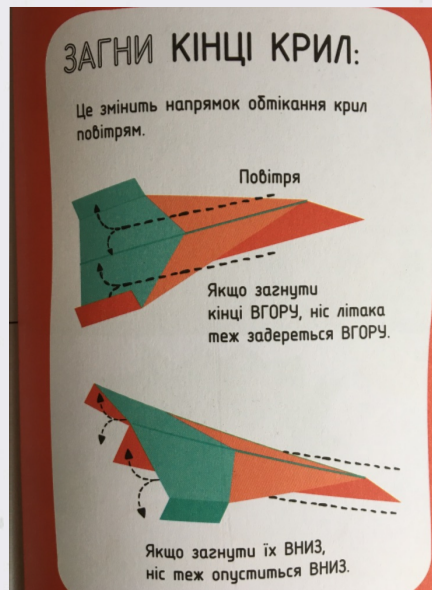 ЗАГНИ КІНЦІ КРИЛ:
Це змінить напрямок обтікання крил
повітрям.
Повітря
Якщо загнути
кінці ВГОРУ, ніс літака
теж задереться ВГОРУ.
Якщо загнути їх ВНИЗ,
ніс теж опуститься ВНИЗ.